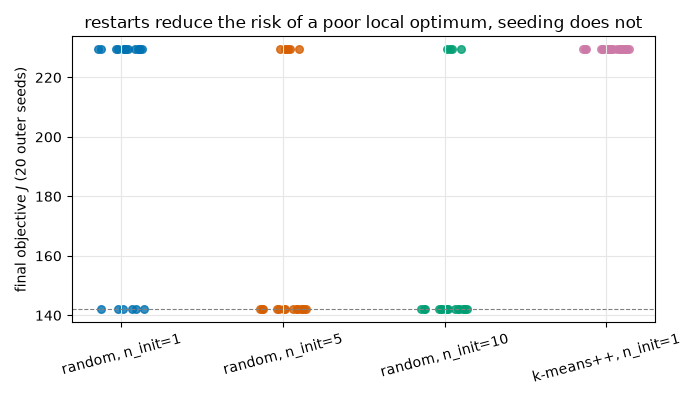 restarts reduce the risk of a poor local optimum, seeding does not
final objective J (20 outer seeds)
220
200
180
160
140
random, n_init=1
random, n_init=5
random, n_init=10
k-means++, n_init=1